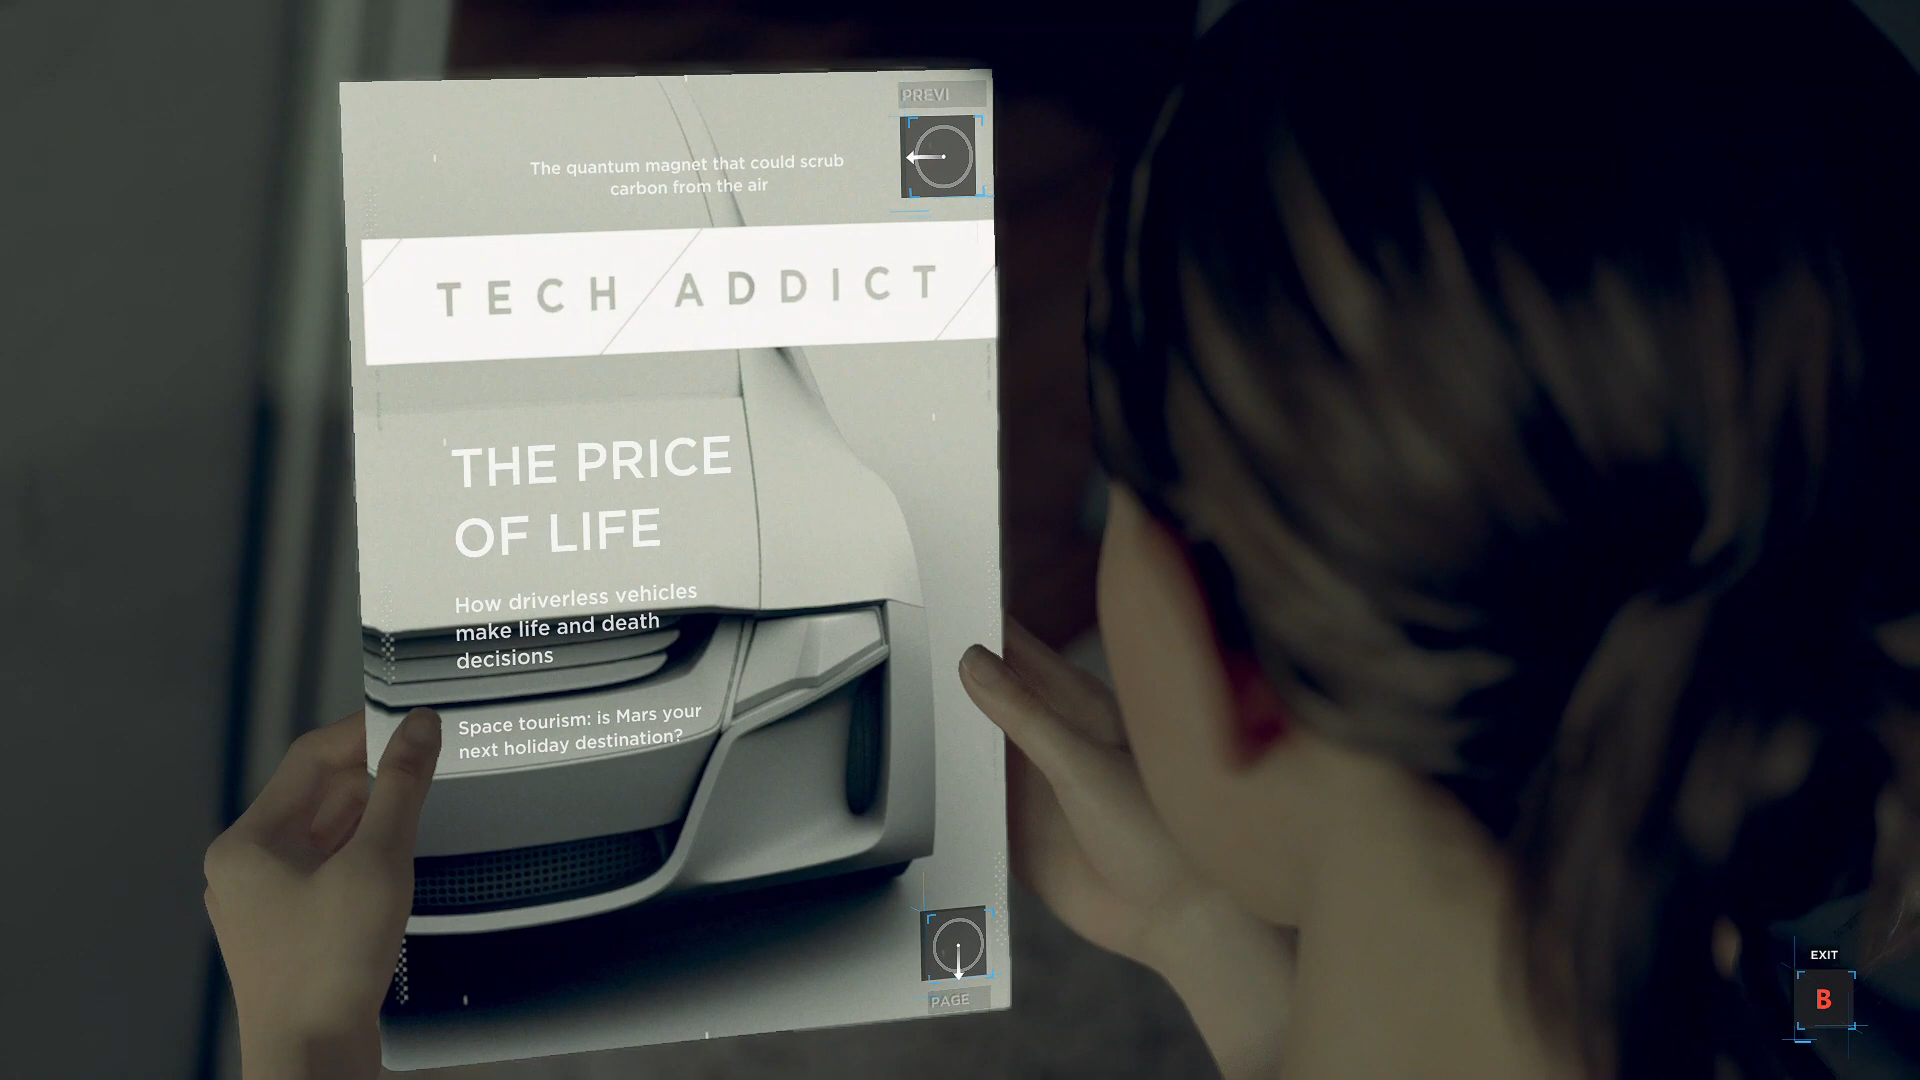 PREVI
The quantum magnet that could scrub
carbon from the air
TECH ADDICT
THE PRICE
OF LIFE
How driverless vehicles
make life and death
decisions
Space tourism: is Mars your
next holiday destination?
PAGE
EXIT
B